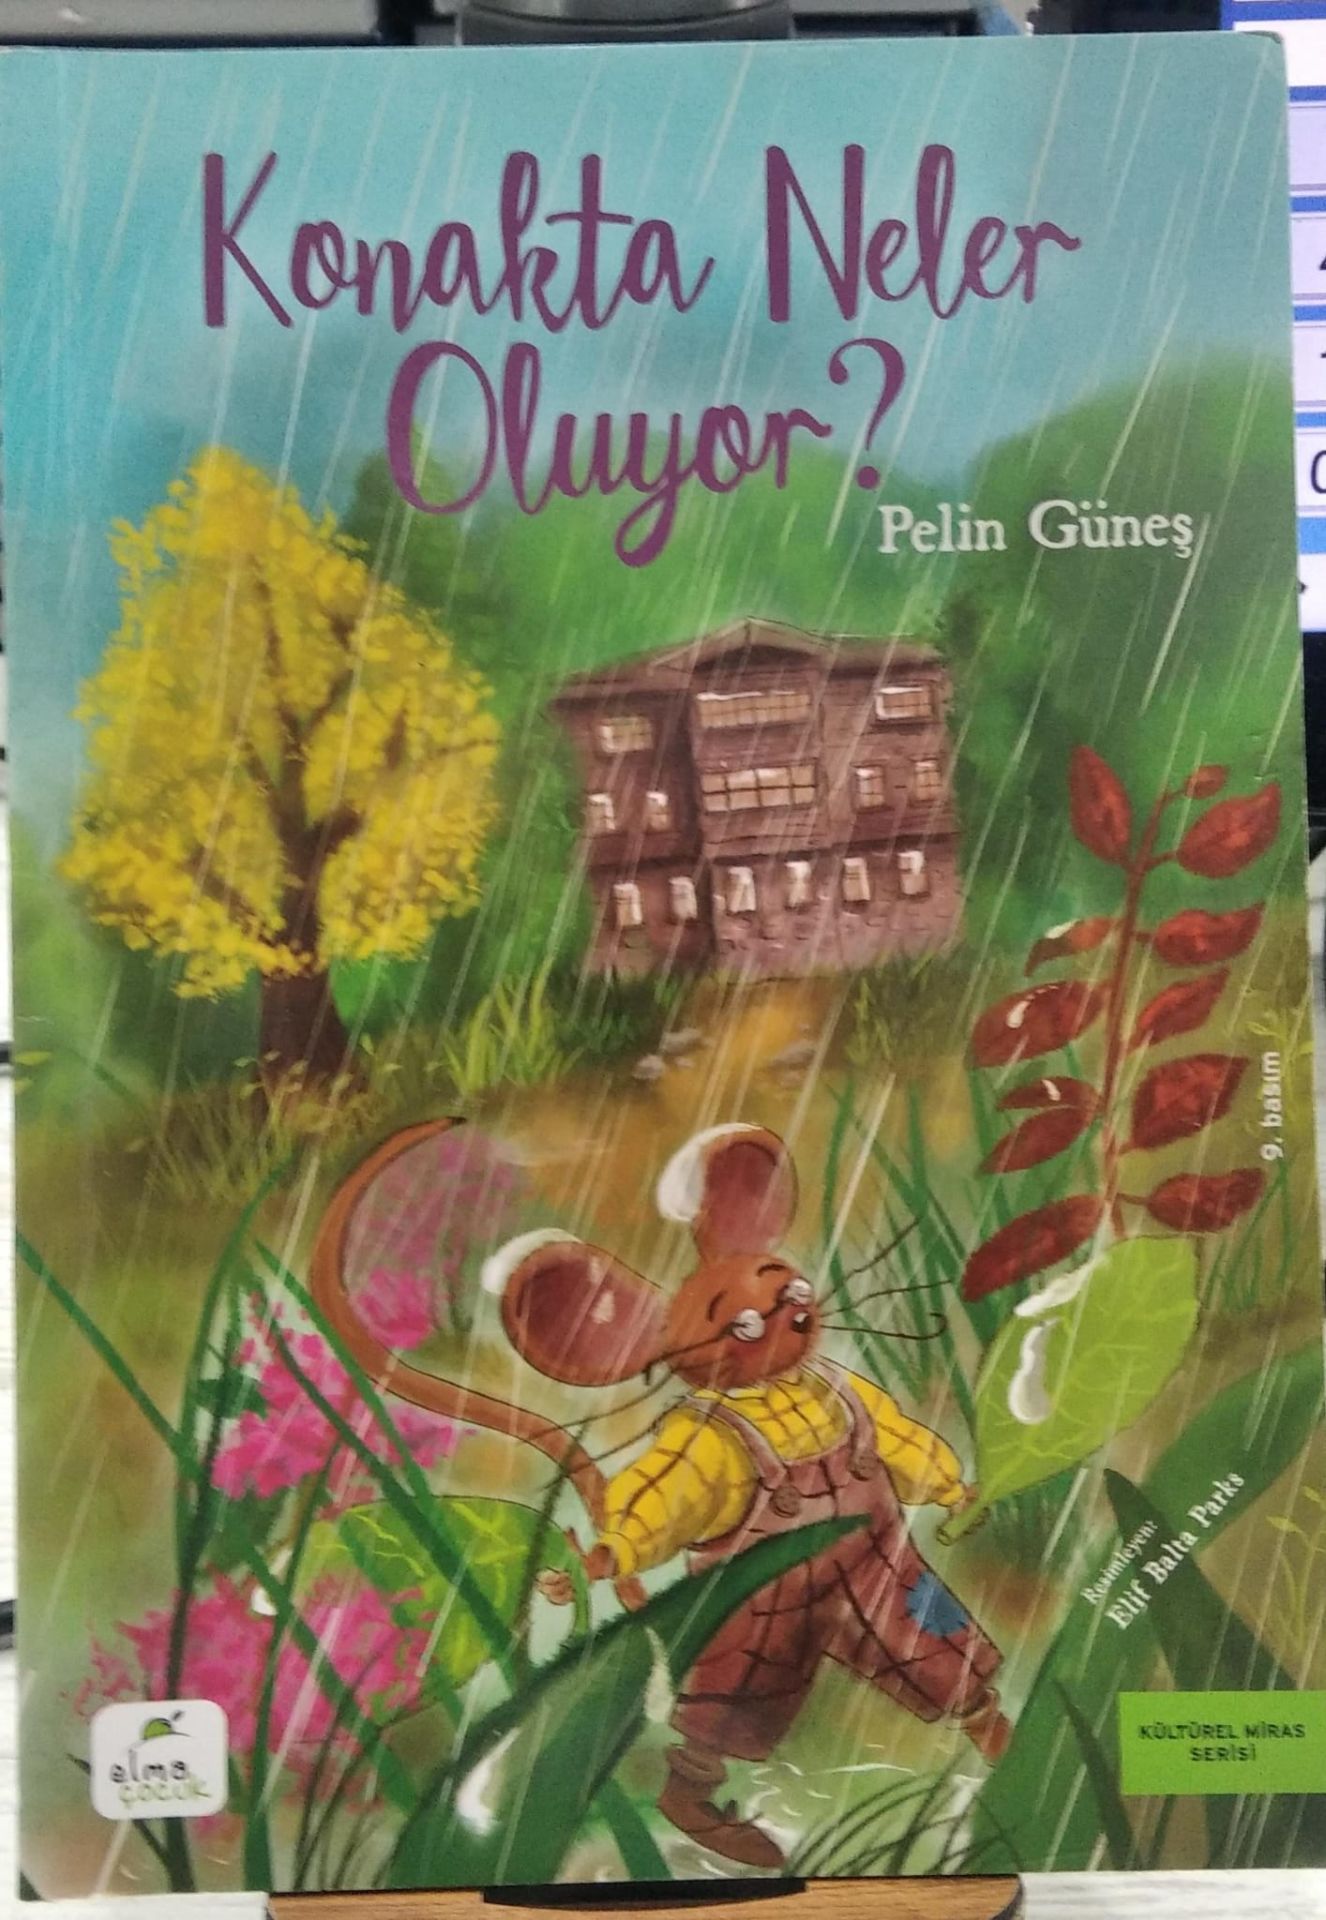 Konakta Neler
Oluyor?
Pelin Güneş
9. basım
Resimleyen:
Elif Balta Parks
elma
çocuk
KÜLTÜREL MİRAS
SERİSİ